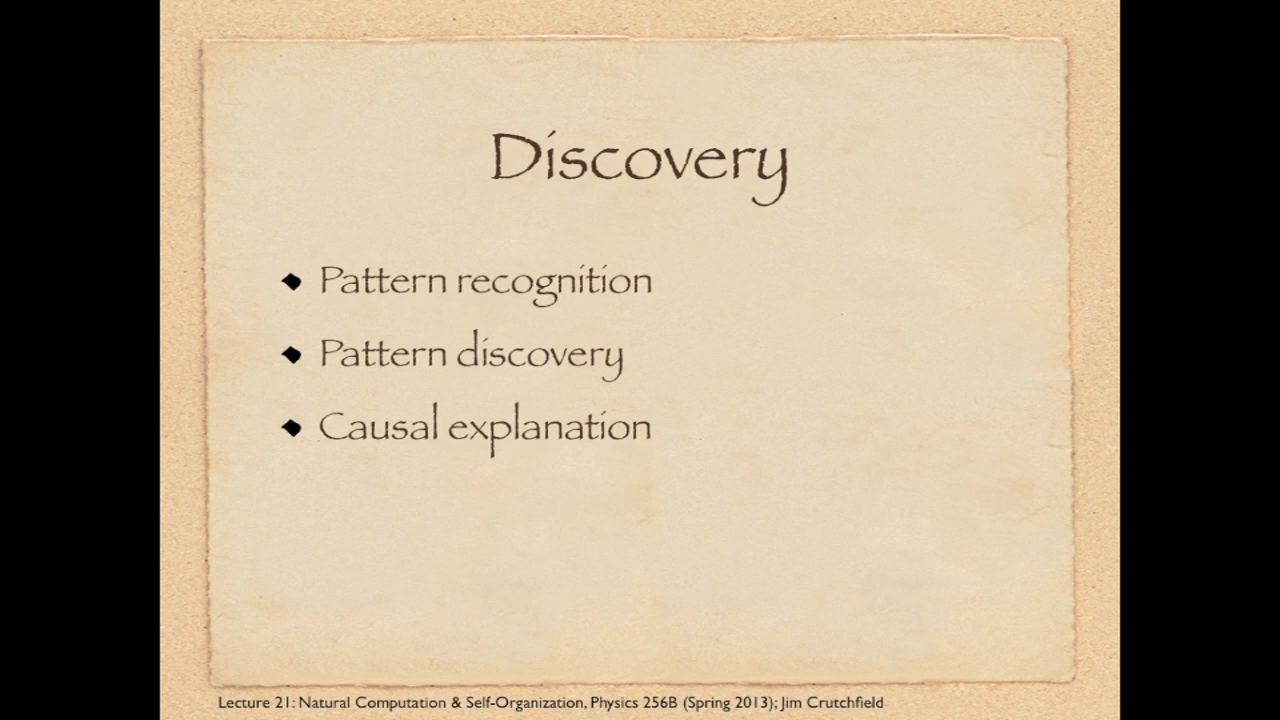 Discovery
Pattern recognition
Pattern discovery
Causal explanation
Lecture 21: Natural Computation & Self-Organization, Physics 256B (Spring 2013); Jim Crutchfield